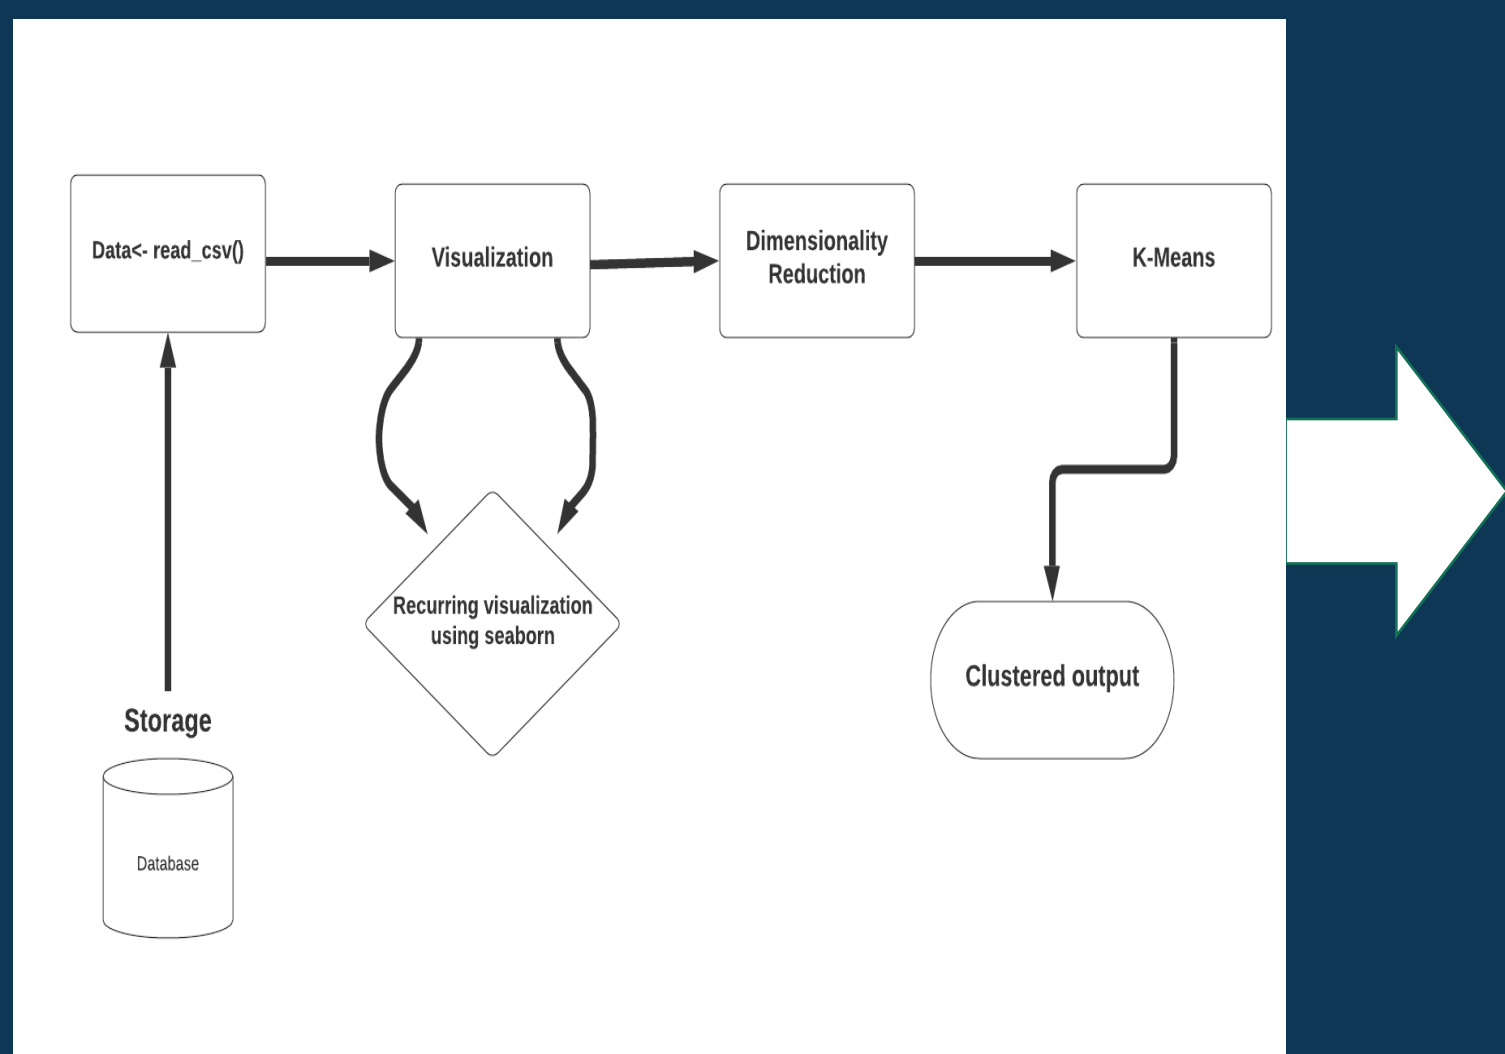 Data<- read_csv()
Visualization
Dimensionality
Reduction
K-Means
Recurring visualization
using seaborn
Clustered output
Storage
Database